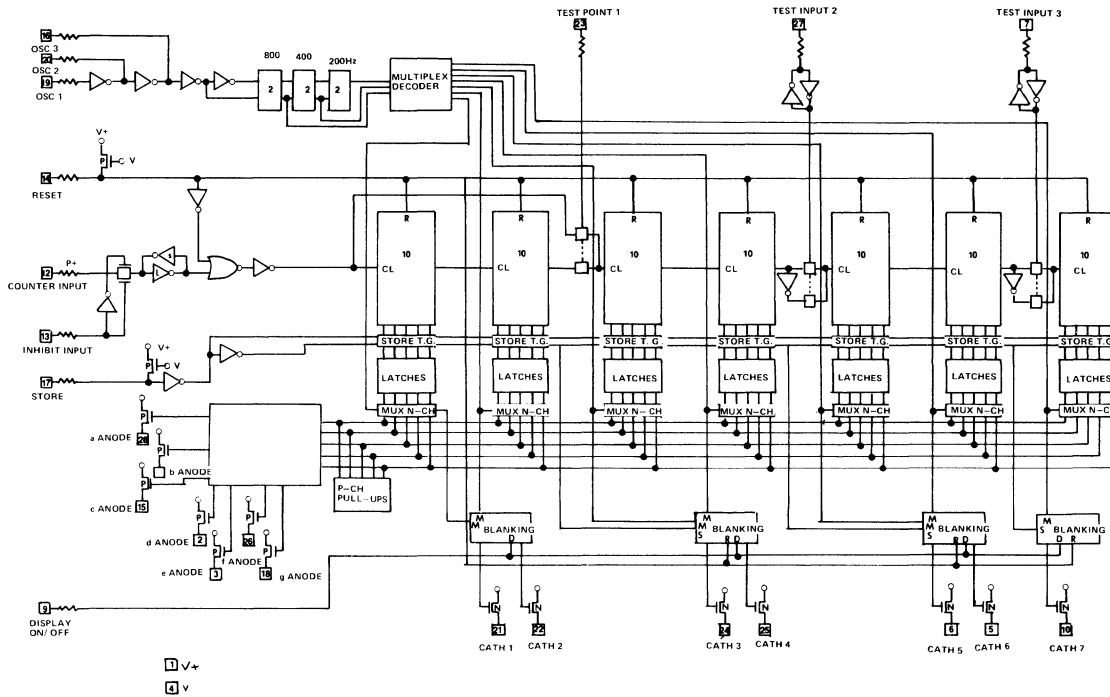 TEST POINT 1
TEST INPUT 2
TEST INPUT 3
23
27
7
16
OSC 3
20
OSC 2
19
OSC 1
800
400
200Hz
2
2
2
MULTIPLEX
DECODER
V+
P
V
14
RESET
R
R
R
R
R
R
R
10
10
10
10
10
10
10
P+
s
L
12
COUNTER INPUT
CL
CL
CL
CL
CL
CL
CL
13
INHIBIT INPUT
V+
P
V
17
STORE
STORE T.G.
STORE T.G.
STORE T.G.
STORE T.G.
STORE T.G.
STORE T.G.
STORE T.G.
LATCHES
LATCHES
LATCHES
LATCHES
LATCHES
LATCHES
LATCHES
MUX N-CH
MUX N-CH
MUX N-CH
MUX N-CH
MUX N-CH
MUX N-CH
MUX N-CH
P
a ANODE
28
P
b ANODE
P
c ANODE
15
P-CH
PULL-UPS
P
P
d ANODE
2
26
f ANODE
P
P
e ANODE
3
18
g ANODE
M
M
BLANKING
D
M
M
S
BLANKING
R D
M
M
S
BLANKING
R D
M
S
BLANKING
D R
9
DISPLAY
ON/OFF
N
N
N
N
N
N
N
21
22
24
25
6
5
10
CATH 1
CATH 2
CATH 3
CATH 4
CATH 5
CATH 6
CATH 7
1 V+
4 V